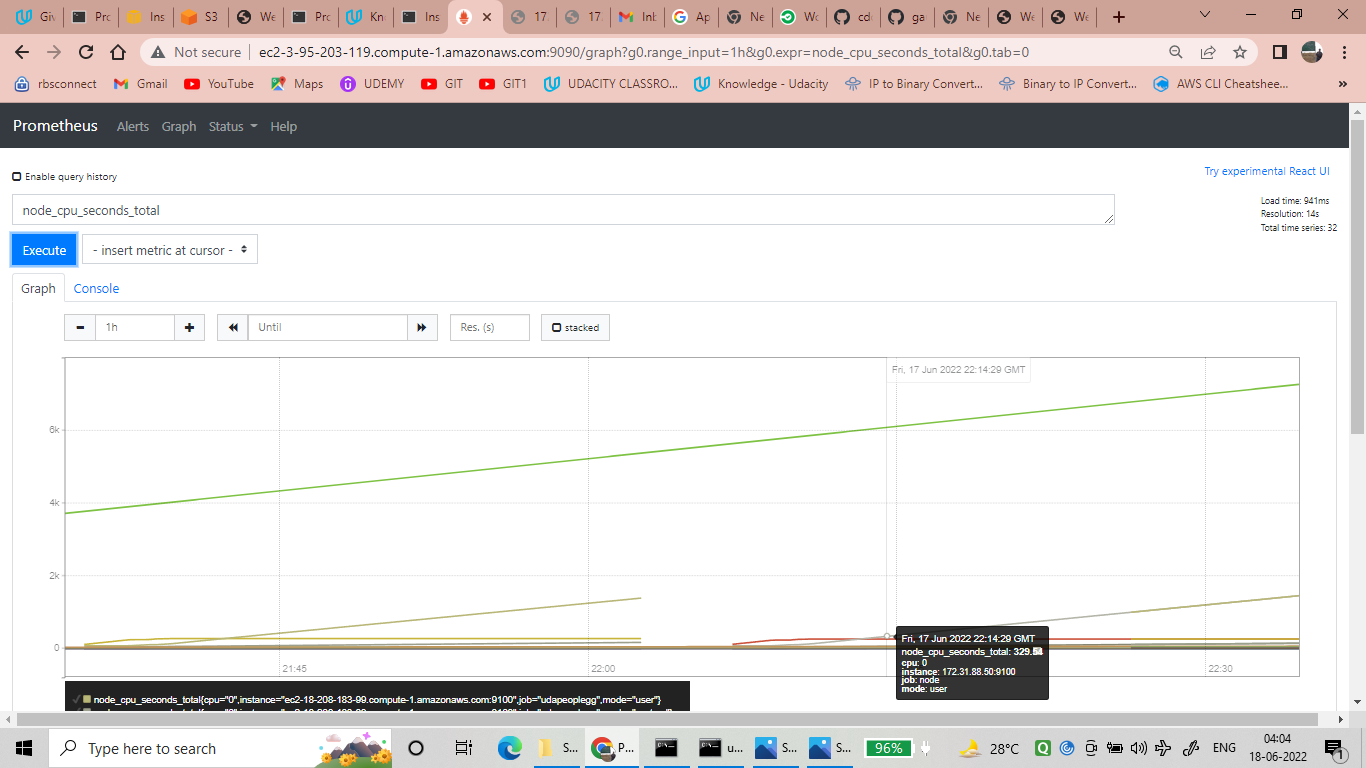 Giv
Pro
Ins
S3
We
Pro
Kno
Ins
17.
17.
Inb
Ap
Ne
Wo
cdo
ga
Ne
We
We
Not secure
ec2-3-95-203-119.compute-1.amazonaws.com:9090/graph?g0.range_input=1h&g0.expr=node_cpu_seconds_total&g0.tab=0
rbsconnect Gmail YouTube Maps UDEMY GIT GIT1 UDACITY CLASSRO... Knowledge - Udacity IP to Binary Convert... Binary to IP Convert... AWS CLI Cheatshee... »
Prometheus Alerts Graph Status Help
Enable query history
Try experimental React UI
node_cpu_seconds_total
Load time: 941ms
Resolution: 14s
Total time series: 32
Execute
- insert metric at cursor -
Graph Console
1h Until Res. (s) stacked
Fri, 17 Jun 2022 22:14:29 GMT
6k
4k
2k
0
Fri, 17 Jun 2022 22:14:29 GMT
node_cpu_seconds_total: 329.54
cpu: 0
instance: 172.31.88.50:9100
job: node
mode: user
21:45 22:00 22:30
node_cpu_seconds_total{cpu="0",instance="ec2-18-208-183-99.compute-1.amazonaws.com:9100",job="udapeoplegg",mode="user"}
Type here to search
S...
P...
u...
S...
S...
96%
28°C
ENG
04:04
18-06-2022
1